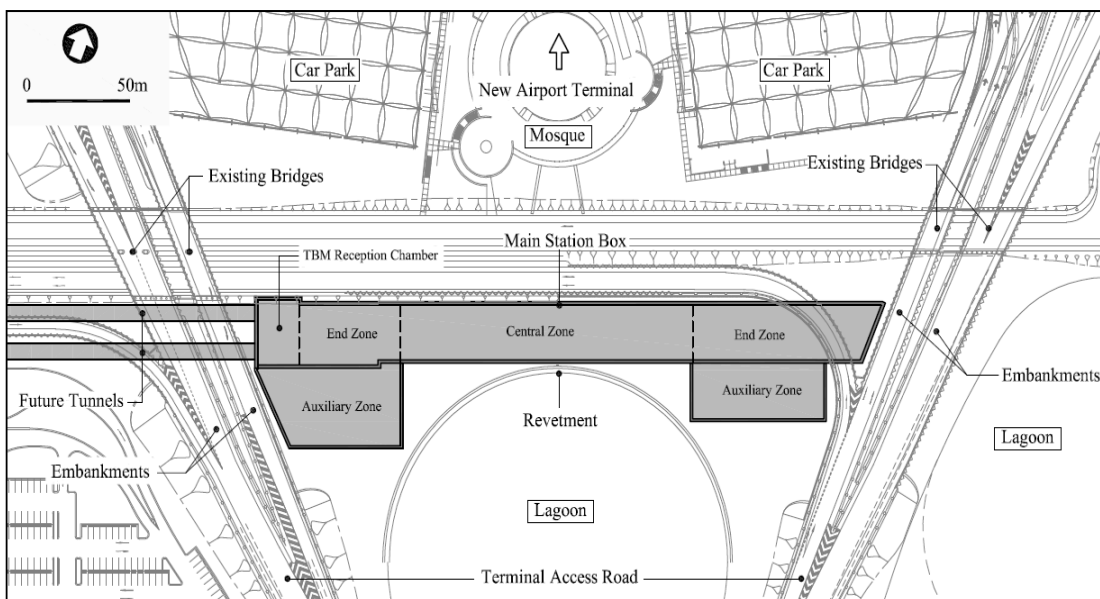 0 50m
Car Park
New Airport Terminal
Mosque
Car Park
Existing Bridges
Existing Bridges
Main Station Box
TBM Reception Chamber
End Zone
Central Zone
End Zone
Future Tunnels
Auxiliary Zone
Auxiliary Zone
Embankments
Revetment
Embankments
Lagoon
Lagoon
Terminal Access Road